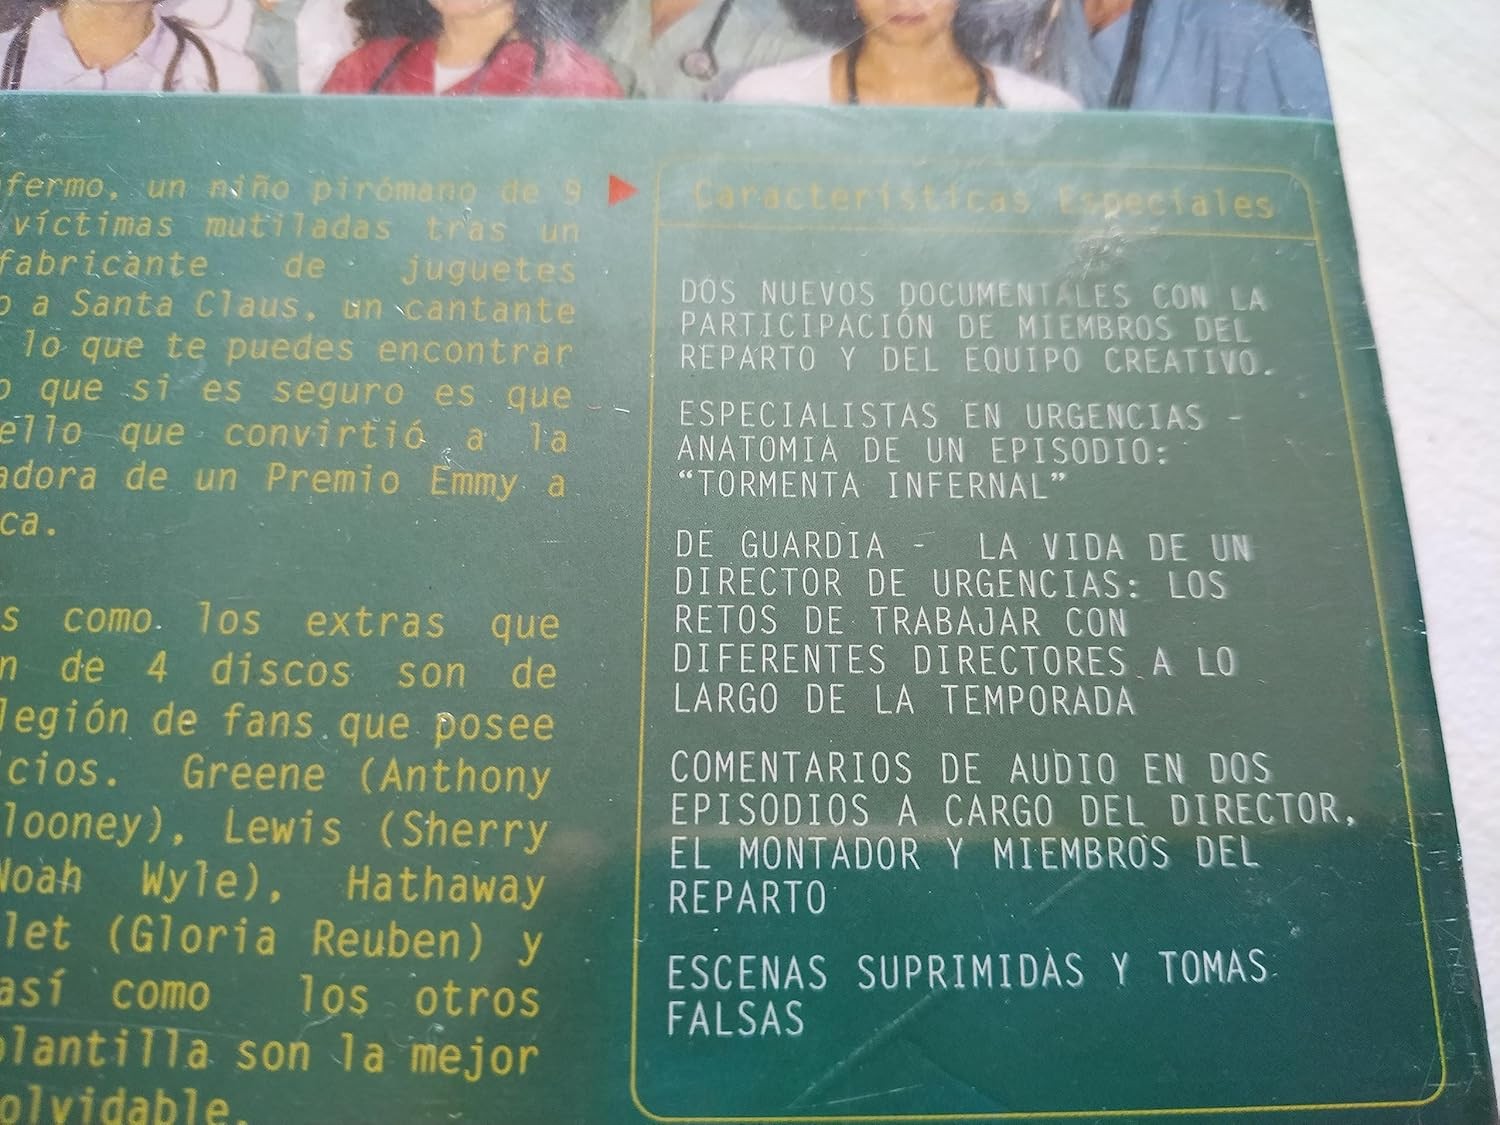 fermo, un niño pirómano de 9
víctimas mutiladas tras un
fabricante de juguetes
a Santa Claus, un cantante
lo que te puedes encontrar
que si es seguro es que
ello que convirtió a la
adora de un Premio Emmy a
ca.
s como los extras que
n de 4 discos son de
legión de fans que posee
icios. Greene (Anthony
looney), Lewis (Sherry
Noah Wyle), Hathaway
let (Gloria Reuben) y
así como los otros
plantilla son la mejor
olvidable.
Características Especiales
DOS NUEVOS DOCUMENTALES CON LA
PARTICIPACIÓN DE MIEMBROS DEL
REPARTO Y DEL EQUIPO CREATIVO.
ESPECIALISTAS EN URGENCIAS -
ANATOMIA DE UN EPISODIO:
"TORMENTA INFERNAL"
DE GUARDIA - LA VIDA DE UN
DIRECTOR DE URGENCIAS: LOS
RETOS DE TRABAJAR CON
DIFERENTES DIRECTORES A LO
LARGO DE LA TEMPORADA
COMENTARIOS DE AUDIO EN DOS
EPISODIOS A CARGO DEL DIRECTOR,
EL MONTADOR Y MIEMBROS DEL
REPARTO
ESCENAS SUPRIMIDAS Y TOMAS
FALSAS